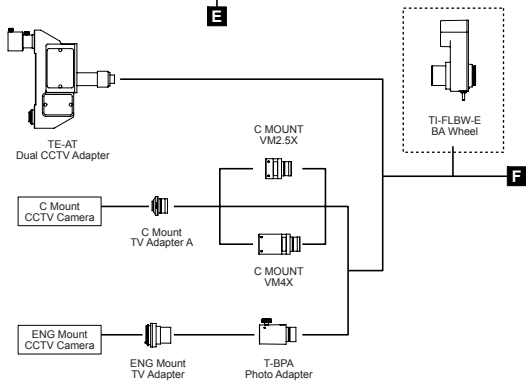 E
TE-AT
Dual CCTV Adapter
TI-FLBW-E
BA Wheel
F
C MOUNT
VM2.5X
C Mount
CCTV Camera
C Mount
TV Adapter A
C MOUNT
VM4X
ENG Mount
CCTV Camera
ENG Mount
TV Adapter
T-BPA
Photo Adapter